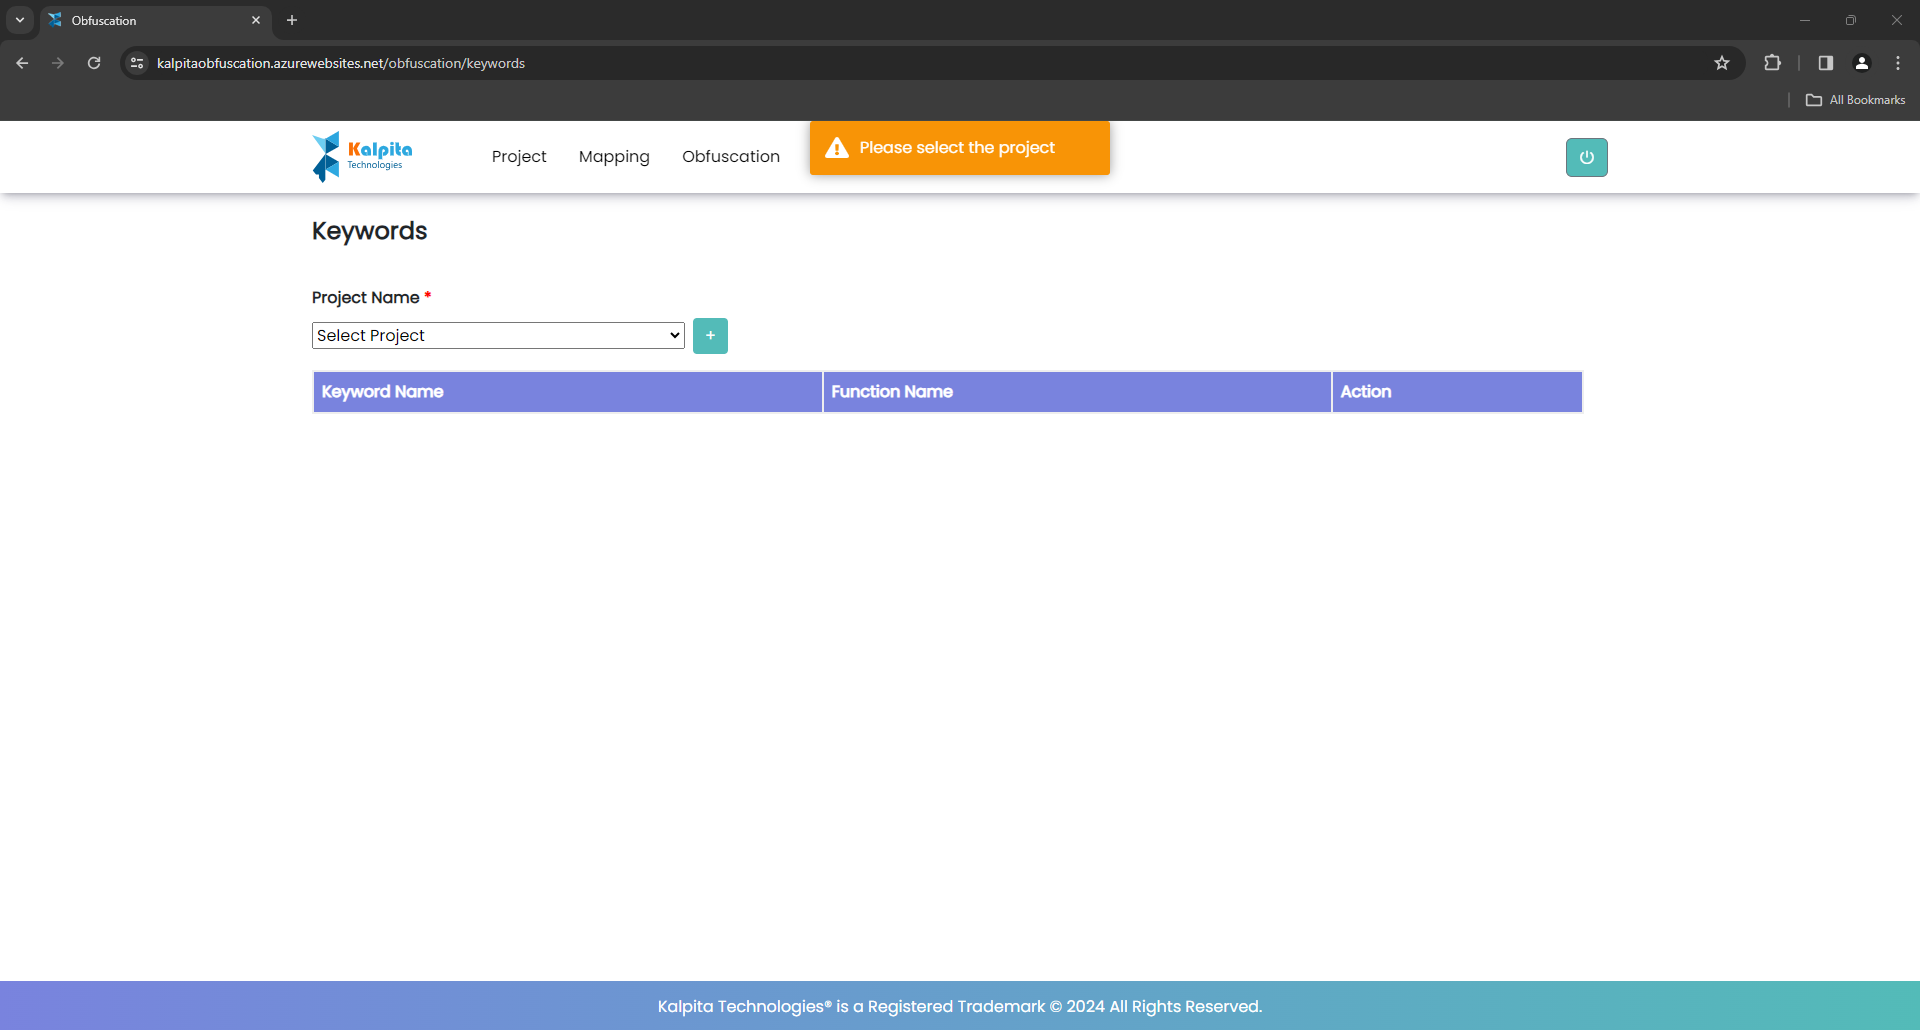 Obfuscation
kalpitaobfuscation.azurewebsites.net/obfuscation/keywords
All Bookmarks
Kalpita
Technologies
Project
Mapping
Obfuscation
Please select the project
Keywords
Project Name *
Select Project
+
Keyword Name
Function Name
Action
Kalpita Technologies® is a Registered Trademark © 2024 All Rights Reserved.